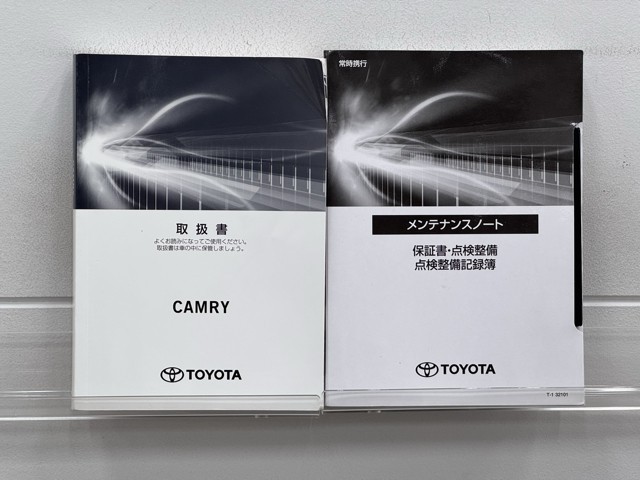 取扱書
よくお読みになってご使用ください。
取扱書は車の中に保管しましょう。
CAMRY
TOYOTA
常時携行
メンテナンスノート
保証書・点検整備
点検整備記録簿
TOYOTA
T-1 32101